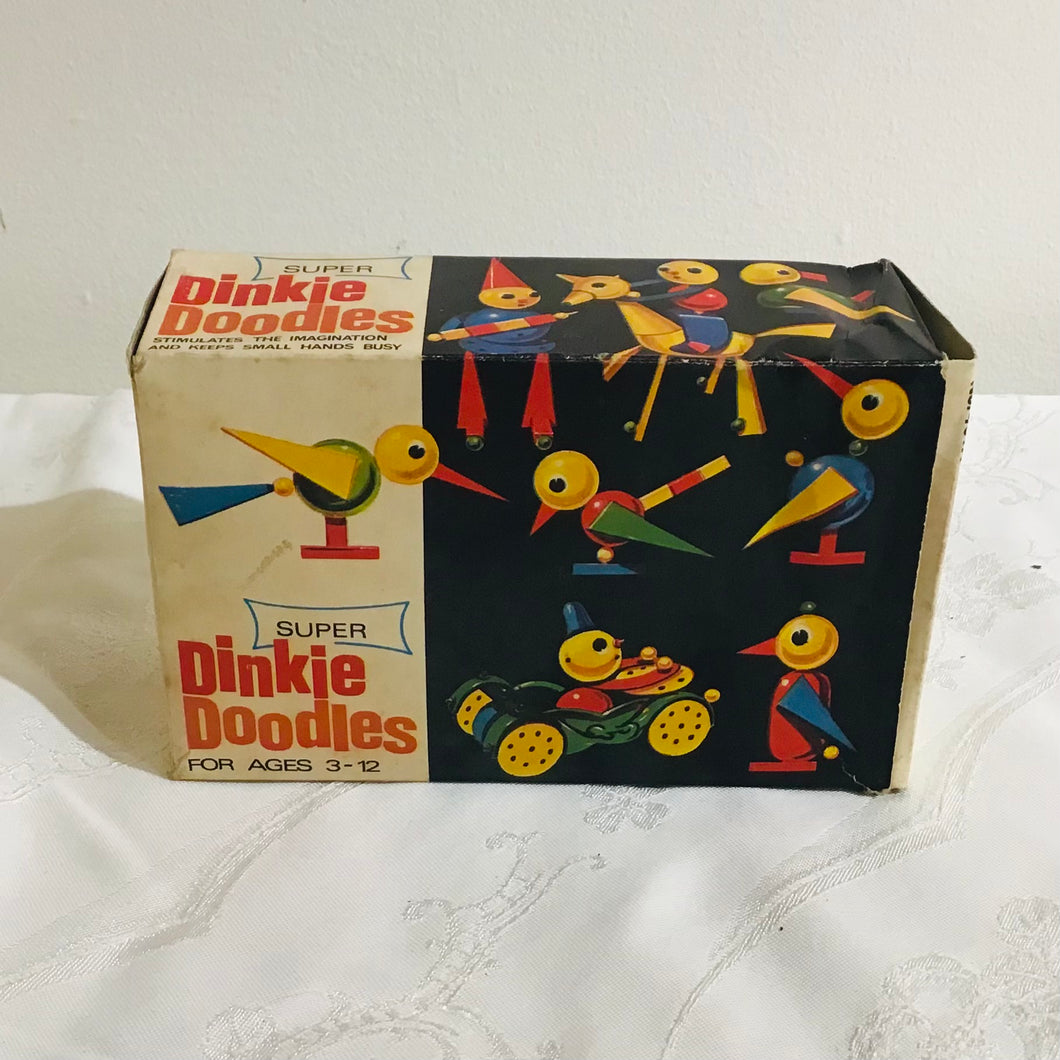 SUPER
Dinkie
Doodles
STIMULATES THE IMAGINATION
AND KEEPS SMALL HANDS BUSY
SUPER
Dinkie
Doodles
FOR AGES 3-12